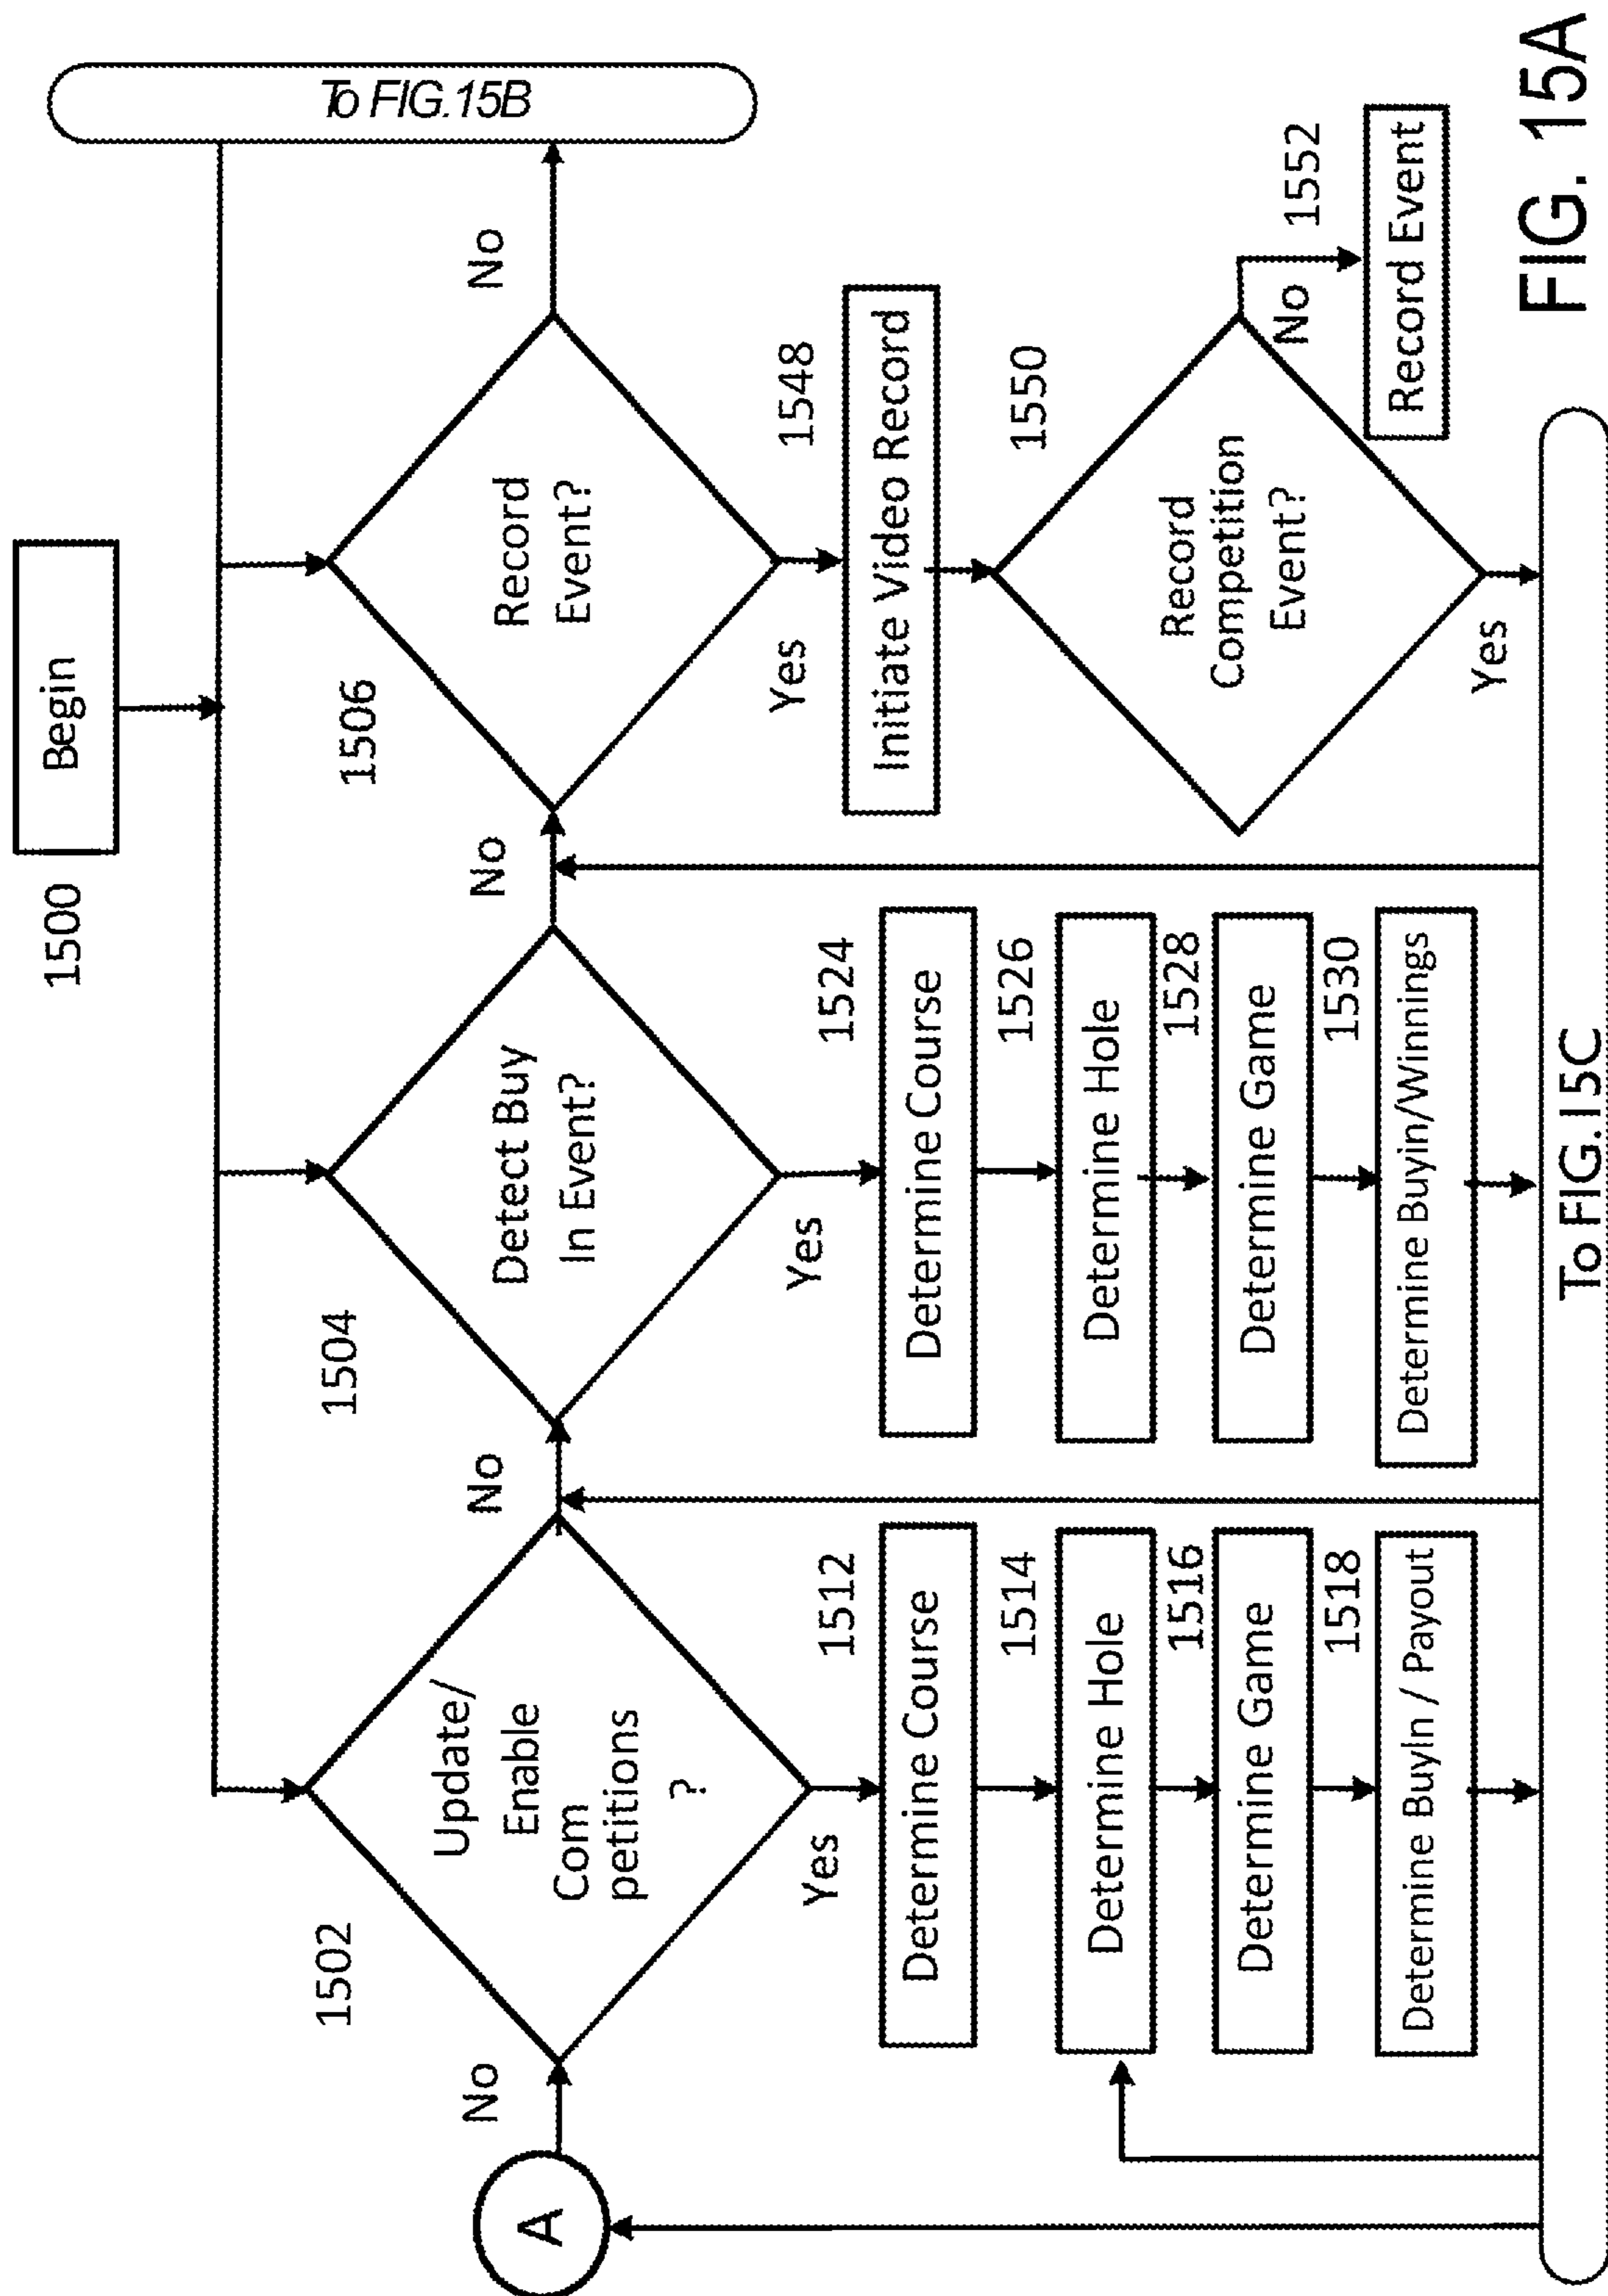 1500
Begin
To FIG.15B
A
No
1502
Update/
Enable
Com
petitions
?
No
1504
Detect Buy
In Event?
No
1506
Record
Event?
No
Yes
Yes
Yes
1512
Determine Course
1524
Determine Course
1548
Initiate Video Record
1514
Determine Hole
1526
Determine Hole
1550
Record
Competition
Event?
No
1516
Determine Game
1528
Determine Game
1552
Record Event
1518
Determine BuyIn / Payout
1530
Determine Buyin/Winnings
Yes
To FIG.15C
FIG. 15A